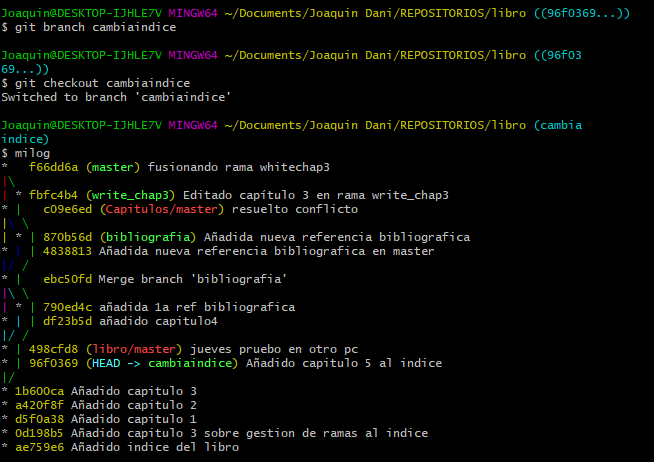 Joaquin@DESKTOP-IJHLE7V MINGW64 ~/Documents/Joaquin Dani/REPOSITORIOS/libro ((96f0369...))
$ git branch cambiaindice

Joaquin@DESKTOP-IJHLE7V MINGW64 ~/Documents/Joaquin Dani/REPOSITORIOS/libro ((96f03
69...))
$ git checkout cambiaindice
Switched to branch 'cambiaindice'

Joaquin@DESKTOP-IJHLE7V MINGW64 ~/Documents/Joaquin Dani/REPOSITORIOS/libro (cambia
indice)
$ milog
*   f66dd6a (master) fusionando rama whitechap3
|\
| * fbfc4b4 (write_chap3) Editado capítulo 3 en rama write_chap3
* |   c09e6ed (Capitulos/master) resuelto conflicto
|\ \
| * | 870b56d (bibliografia) Añadida nueva referencia bibliografica
* | | 4838813 Añadida nueva referencia bibliografica en master
|/ /
* |   ebc50fd Merge branch 'bibliografia'
|\ \
| * | 790ed4c añadida 1a ref bibliografica
* | | df23b5d añadido capitulo4
|/ /
* | 498cfd8 (libro/master) jueves pruebo en otro pc
* | 96f0369 (HEAD -> cambiaindice) Añadido capitulo 5 al indice
|/
* 1b600ca Añadido capitulo 3
* a420f8f Añadido capitulo 2
* d5f0a38 Añadido capitulo 1
* 0d198b5 Añadido capitulo 3 sobre gestion de ramas al indice
* ae759e6 Añadido indice del libro